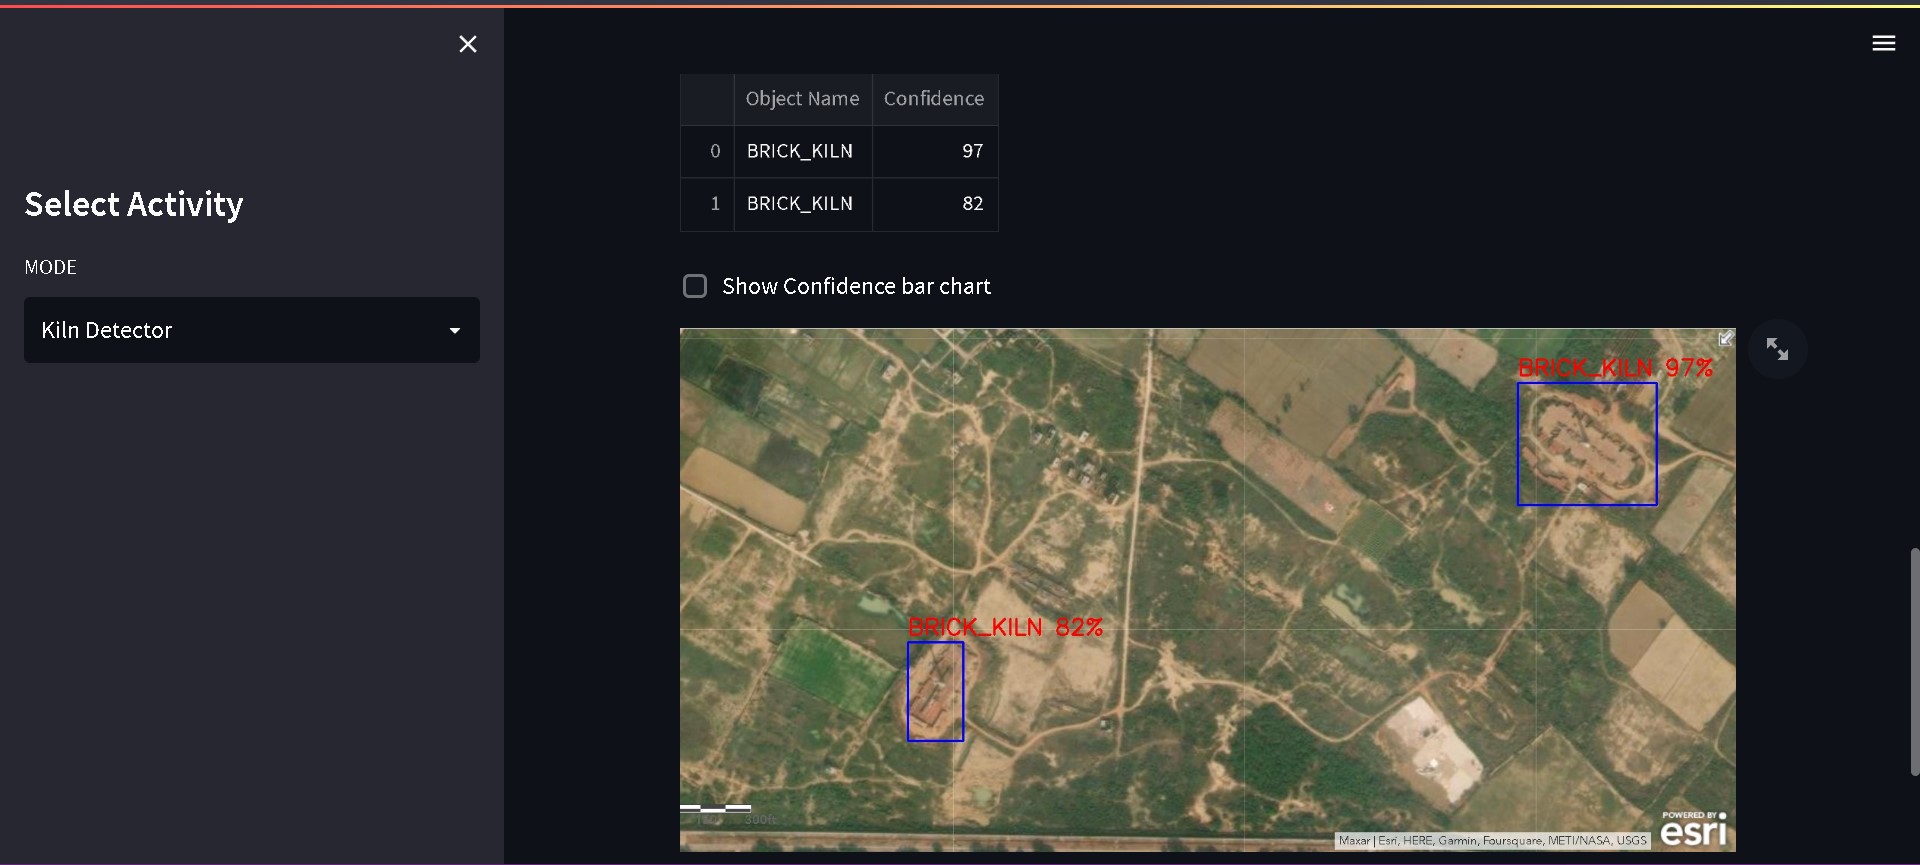 Select Activity
MODE
Kiln Detector
Object Name Confidence
0 BRICK_KILN 97
1 BRICK_KILN 82
Show Confidence bar chart
BRICK_KILN 97%
BRICK_KILN 82%
300ft
POWERED BY
esri
Maxar | Esri, HERE, Garmin, Foursquare, METI/NASA, USGS